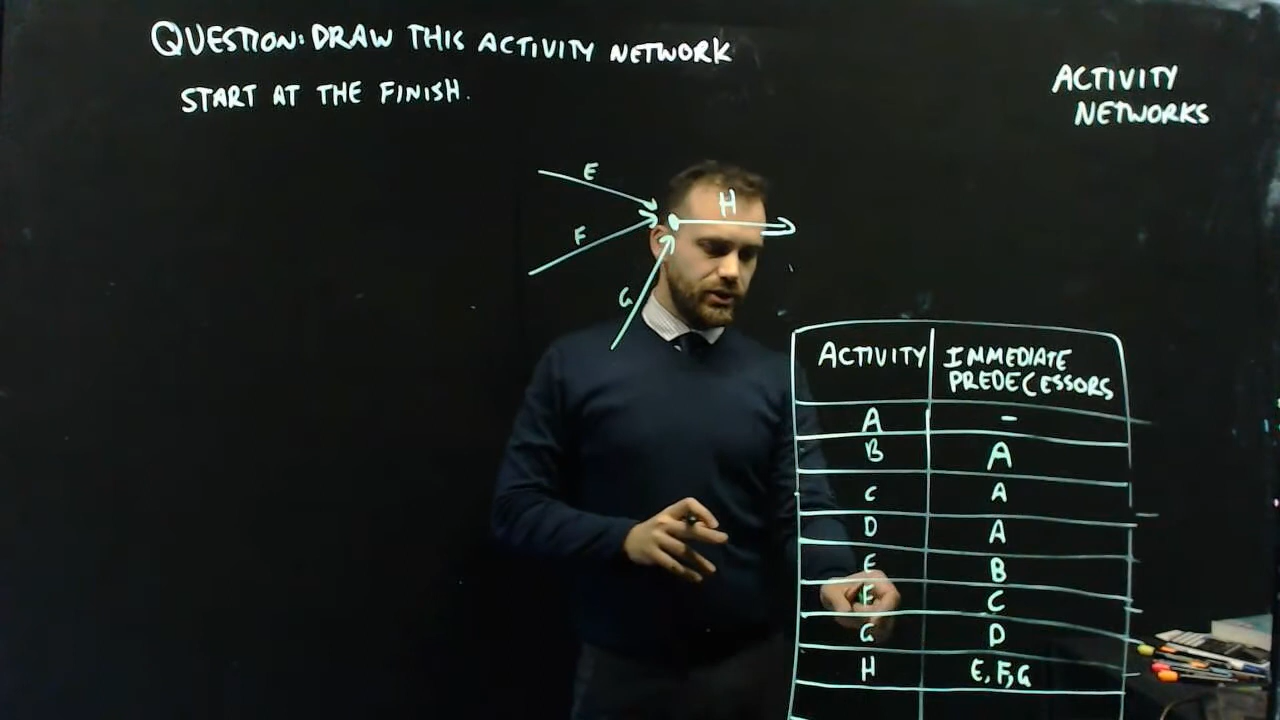 QUESTION: DRAW THIS ACTIVITY NETWORK
START AT THE FINISH.
ACTIVITY
NETWORKS
E
H
F
G
ACTIVITY IMMEDIATE
PREDECESSORS
A -
B A
C A
D A
E B
F C
G D
H E, F, G